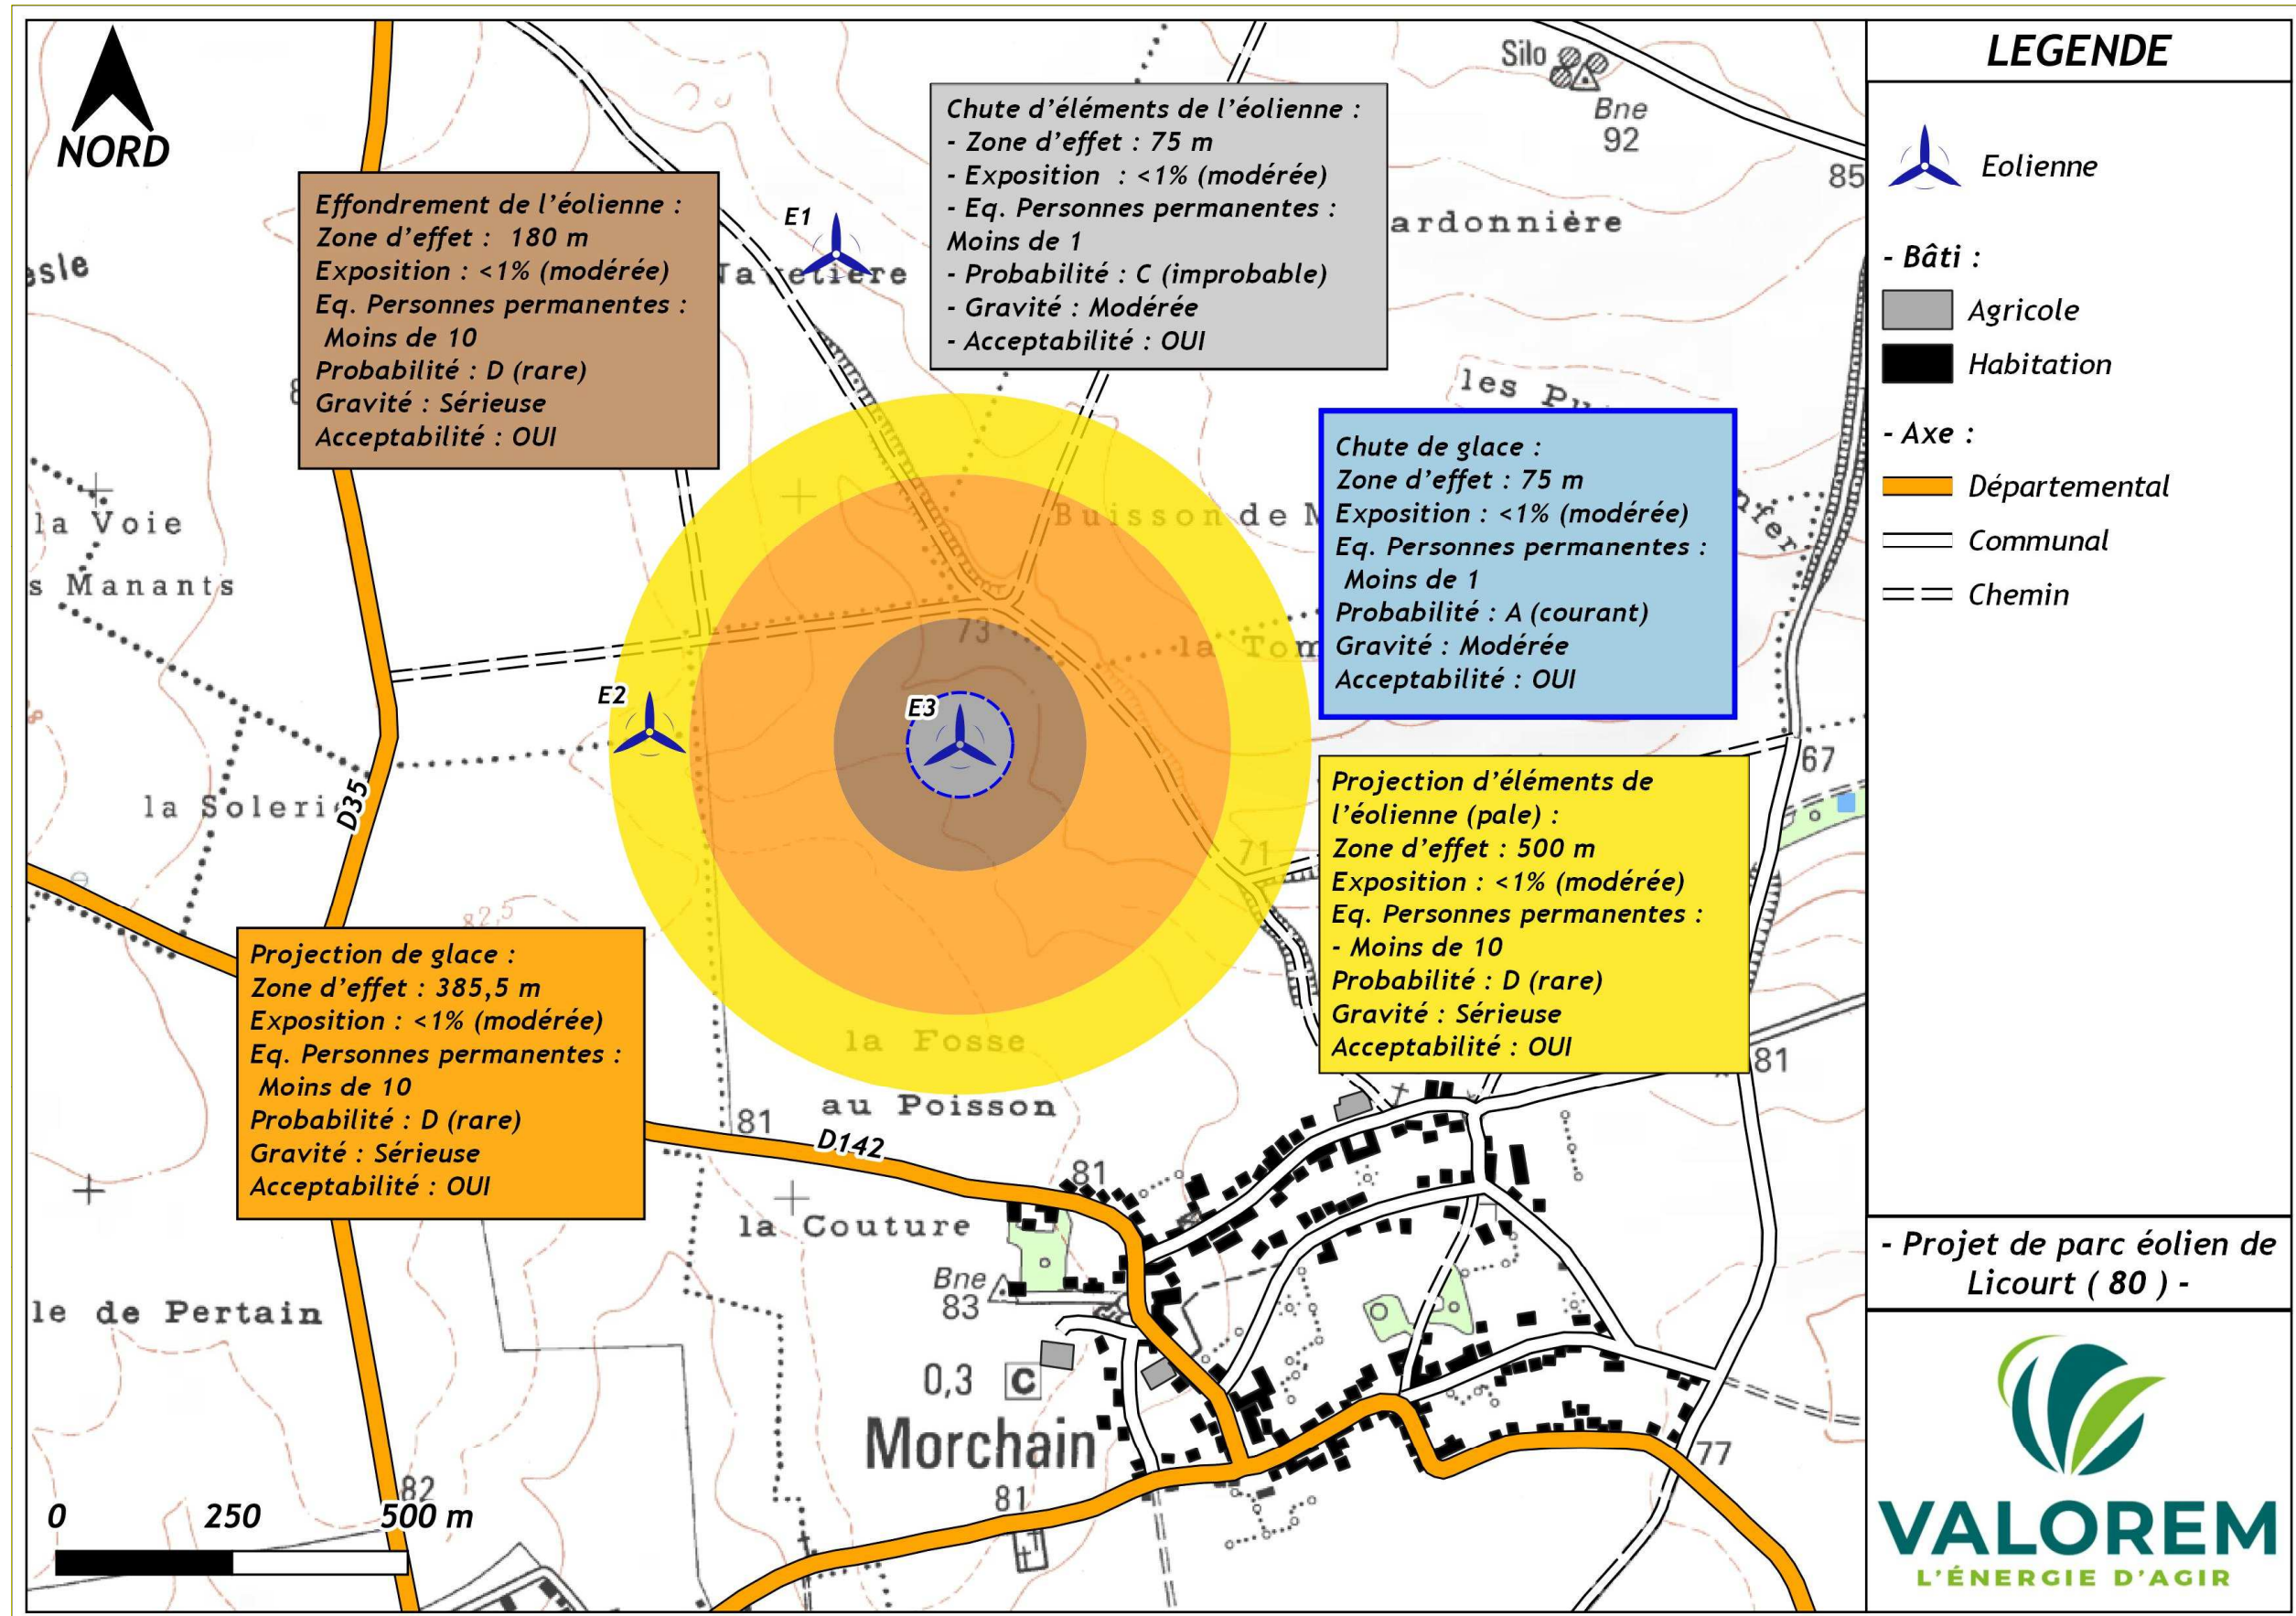 NORD
Effondrement de l'éolienne :
Zone d'effet : 180 m
Exposition : <1% (modérée)
Eq. Personnes permanentes :
Moins de 10
Probabilité : D (rare)
Gravité : Sérieuse
Acceptabilité : OUI
Chute d'éléments de l'éolienne :
- Zone d'effet : 75 m
- Exposition : <1% (modérée)
- Eq. Personnes permanentes :
Moins de 1
- Probabilité : C (improbable)
- Gravité : Modérée
- Acceptabilité : OUI
Silo
Bne
92
85
ardonnière
E1
esle
les
Chute de glace :
Zone d'effet : 75 m
Exposition : <1% (modérée)
Eq. Personnes permanentes :
Moins de 1
Probabilité : A (courant)
Gravité : Modérée
Acceptabilité : OUI
la Voie
s Manants
Buisson de
73
la Tom
E2
E3
la Solerie
D35
67
71
Projection d'éléments de
l'éolienne (pale) :
Zone d'effet : 500 m
Exposition : <1% (modérée)
Eq. Personnes permanentes :
- Moins de 10
Probabilité : D (rare)
Gravité : Sérieuse
Acceptabilité : OUI
82,5
Projection de glace :
Zone d'effet : 385,5 m
Exposition : <1% (modérée)
Eq. Personnes permanentes :
Moins de 10
Probabilité : D (rare)
Gravité : Sérieuse
Acceptabilité : OUI
la Fosse
au Poisson
81
81
D142
81
la Couture
Bne
83
le de Pertain
0,3 C
Morchain
81
77
82
0 250 500 m
LEGENDE
Eolienne
- Bâti :
Agricole
Habitation
- Axe :
Départemental
Communal
Chemin
- Projet de parc éolien de
Licourt ( 80 ) -
VALOREM
L'ÉNERGIE D'AGIR